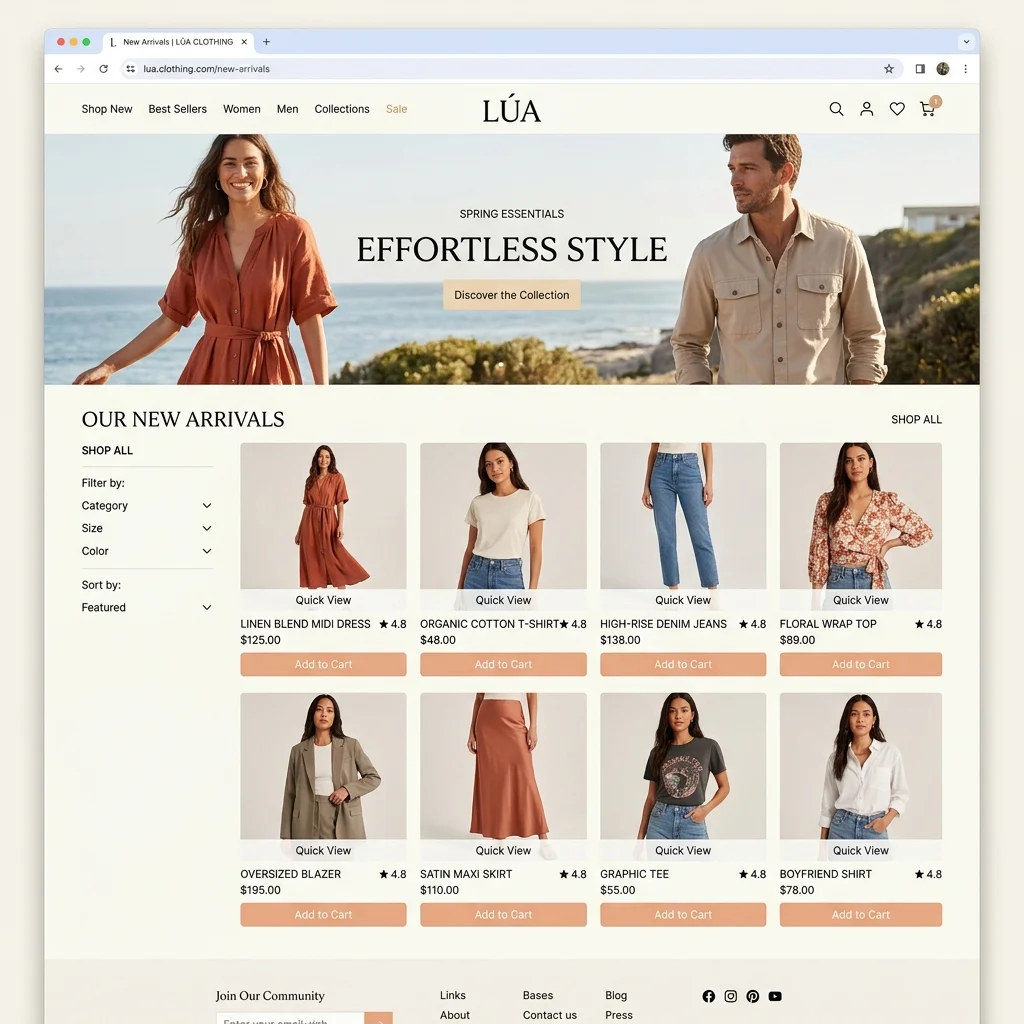 New Arrivals | LÚA CLOTHING
lua.clothing.com/new-arrivals
Shop New
Best Sellers
Women
Men
Collections
Sale
LÚA
1
SPRING ESSENTIALS
EFFORTLESS STYLE
Discover the Collection
OUR NEW ARRIVALS
SHOP ALL
SHOP ALL
Filter by:
Category
Size
Color
Sort by:
Featured
Quick View
LINEN BLEND MIDI DRESS ★ 4.8
$125.00
Add to Cart
Quick View
ORGANIC COTTON T-SHIRT ★ 4.8
$48.00
Add to Cart
Quick View
HIGH-RISE DENIM JEANS ★ 4.8
$138.00
Add to Cart
Quick View
FLORAL WRAP TOP ★ 4.8
$89.00
Add to Cart
Quick View
OVERSIZED BLAZER ★ 4.8
$195.00
Add to Cart
Quick View
SATIN MAXI SKIRT ★ 4.8
$110.00
Add to Cart
Quick View
GRAPHIC TEE ★ 4.8
$55.00
Add to Cart
Quick View
BOYFRIEND SHIRT ★ 4.8
$78.00
Add to Cart
Join Our Community
Enter your email
Links
About
Bases
Contact us
Blog
Press